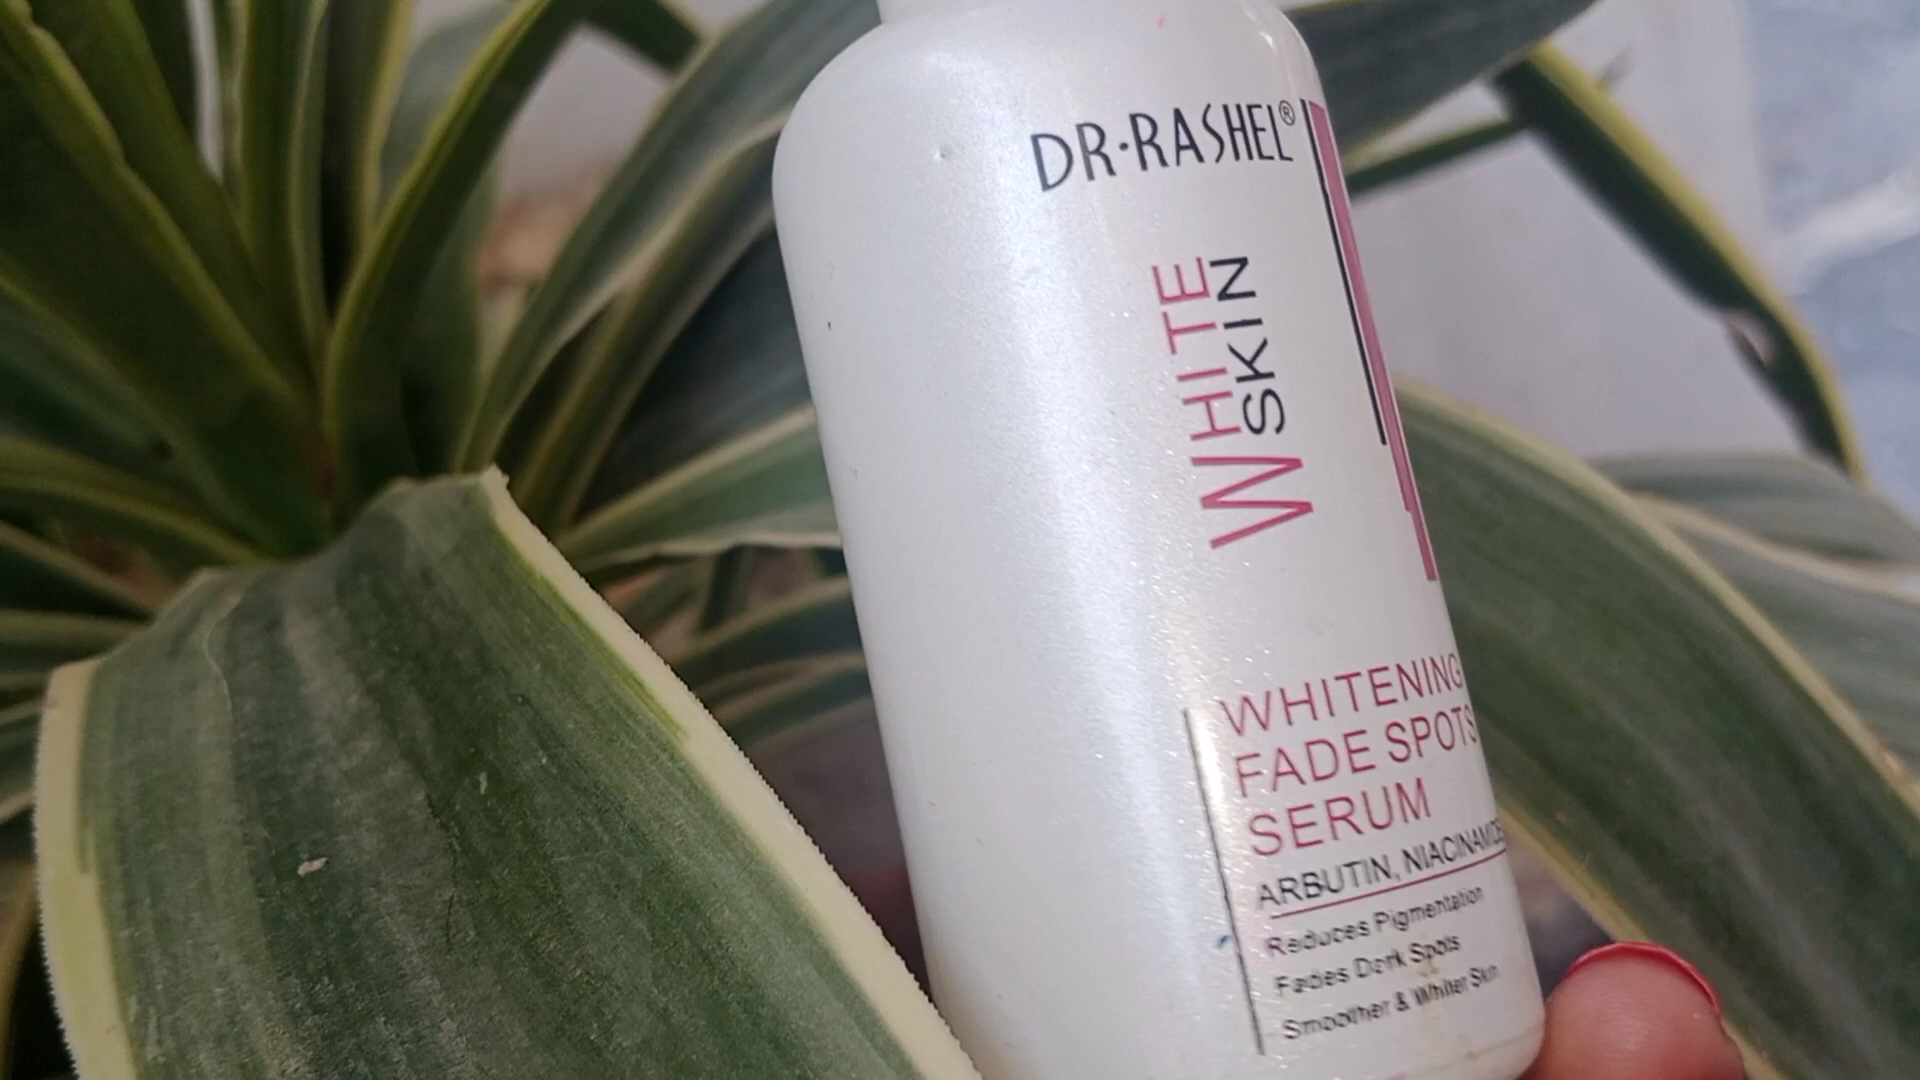 DR·RASHEL®
WHITE
SKIN
WHITENING
FADE SPOTS
SERUM
ARBUTIN, NIACINAMIDE
Reduces Pigmentation
Fades Dark Spots
Smoother & Whiter Skin